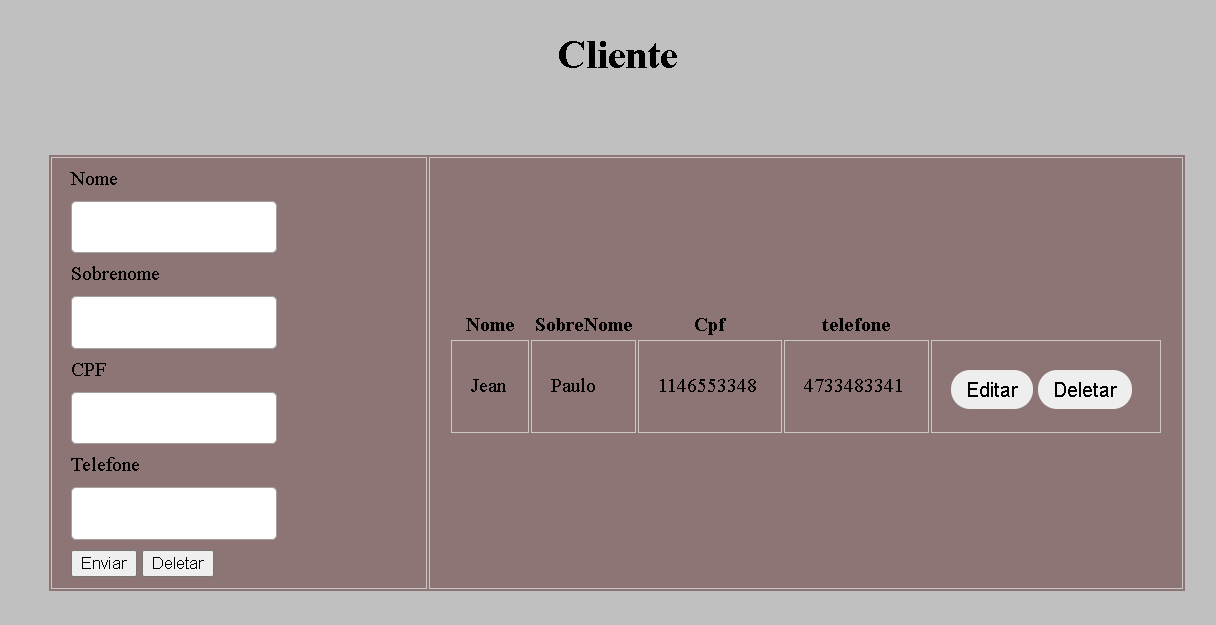 Cliente
Nome
Sobrenome
CPF
Telefone
Enviar Deletar
Nome SobreNome Cpf telefone
Jean Paulo 1146553348 4733483341 Editar Deletar